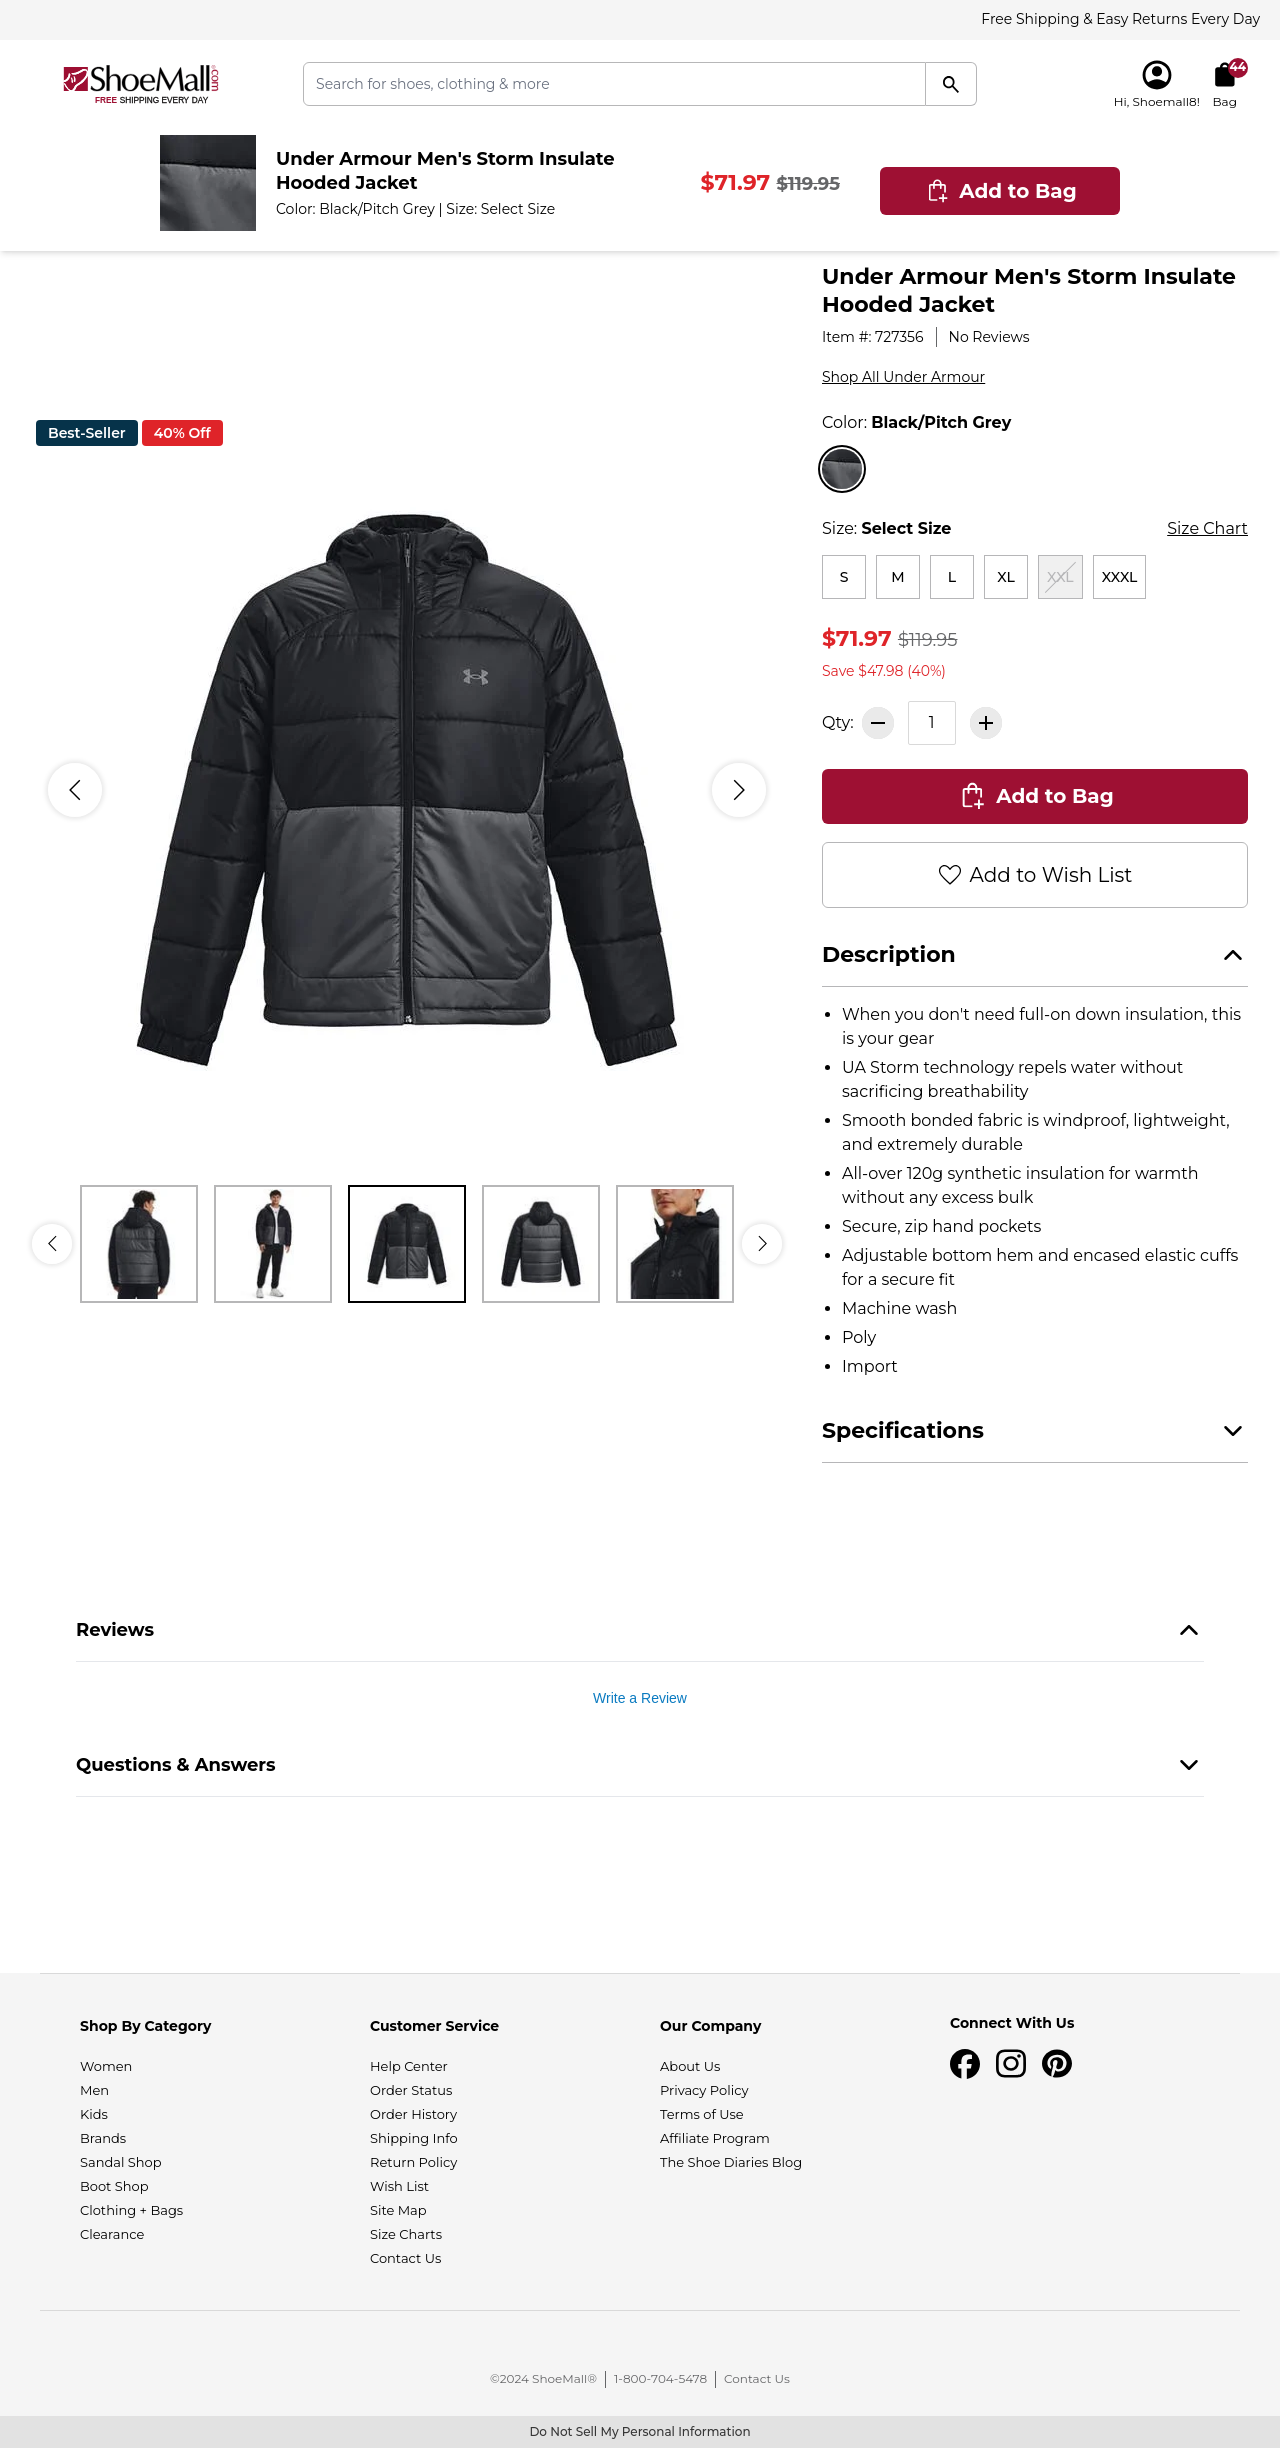 Free Shipping & Easy Returns Every Day
ShoeMall.com
FREE SHIPPING EVERY DAY
Search for shoes, clothing & more
Hi, Shoemall8!
44
Bag
Under Armour Men's Storm Insulate
Hooded Jacket
Color: Black/Pitch Grey | Size: Select Size
$71.97 $119.95
Add to Bag
Under Armour Men's Storm Insulate
Hooded Jacket
Item #: 727356
No Reviews
Shop All Under Armour
Best-Seller
40% Off
Color: Black/Pitch Grey
Size: Select Size
Size Chart
S
M
L
XL
XXL
XXXL
$71.97 $119.95
Save $47.98 (40%)
Qty:
1
Add to Bag
Add to Wish List
Description
When you don't need full-on down insulation, this
is your gear
UA Storm technology repels water without
sacrificing breathability
Smooth bonded fabric is windproof, lightweight,
and extremely durable
All-over 120g synthetic insulation for warmth
without any excess bulk
Secure, zip hand pockets
Adjustable bottom hem and encased elastic cuffs
for a secure fit
Machine wash
Poly
Import
Specifications
Reviews
Write a Review
Questions & Answers
Shop By Category
Women
Men
Kids
Brands
Sandal Shop
Boot Shop
Clothing + Bags
Clearance
Customer Service
Help Center
Order Status
Order History
Shipping Info
Return Policy
Wish List
Site Map
Size Charts
Contact Us
Our Company
About Us
Privacy Policy
Terms of Use
Affiliate Program
The Shoe Diaries Blog
Connect With Us
©2024 ShoeMall®
1-800-704-5478
Contact Us
Do Not Sell My Personal Information